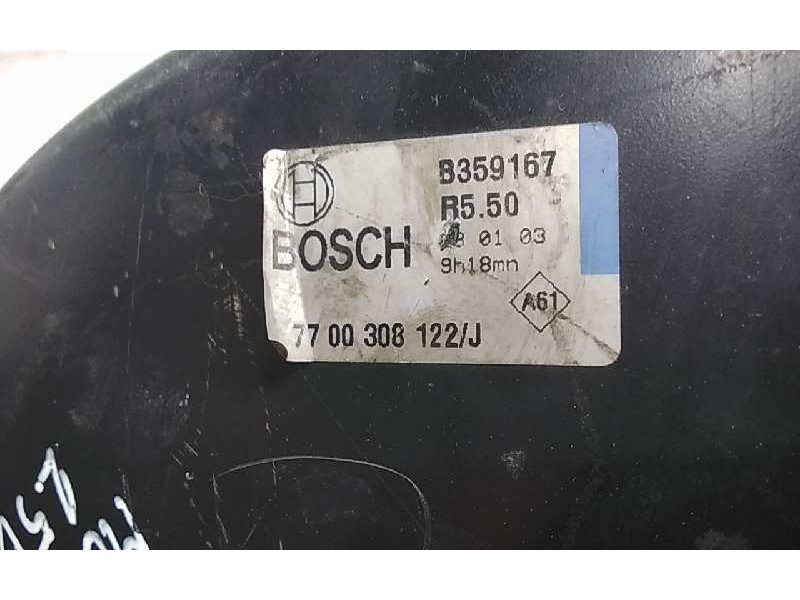 BOSCH
B359167
R5.50
01 03
9h18mn
A61
77 00 308 122/J